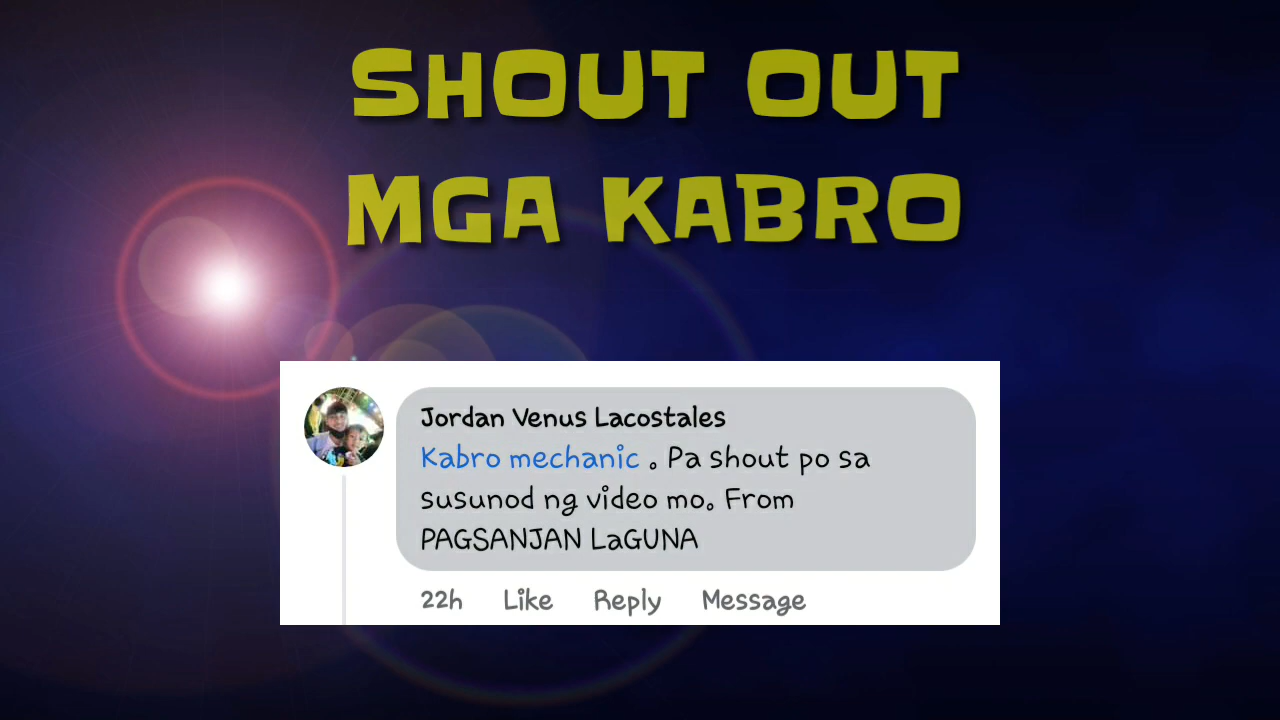 SHOUT OUT
MGA KABRO
Jordan Venus Lacostales
Kabro mechanic . Pa shout po sa
susunod ng video mo. From
PAGSANJAN LaGUNA
22h Like Reply Message